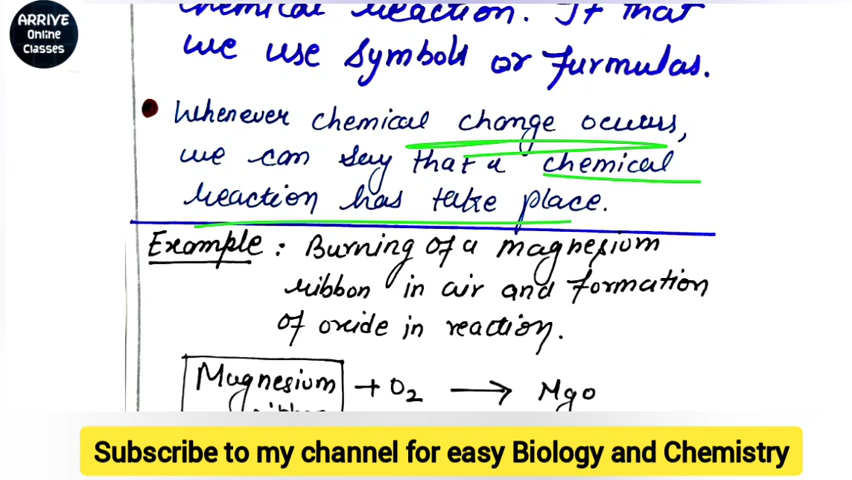 ARRIVE
Online
Classes
chemical reaction. If that
we use symbols or furmulas.
Whenever chemical change occurs,
we can say that a chemical
reaction has take place.
Example: Burning of a magnesium
ribbon in air and formation
of oxide in reaction.
Magnesium + O2 → Mgo
ribbon
Subscribe to my channel for easy Biology and Chemistry